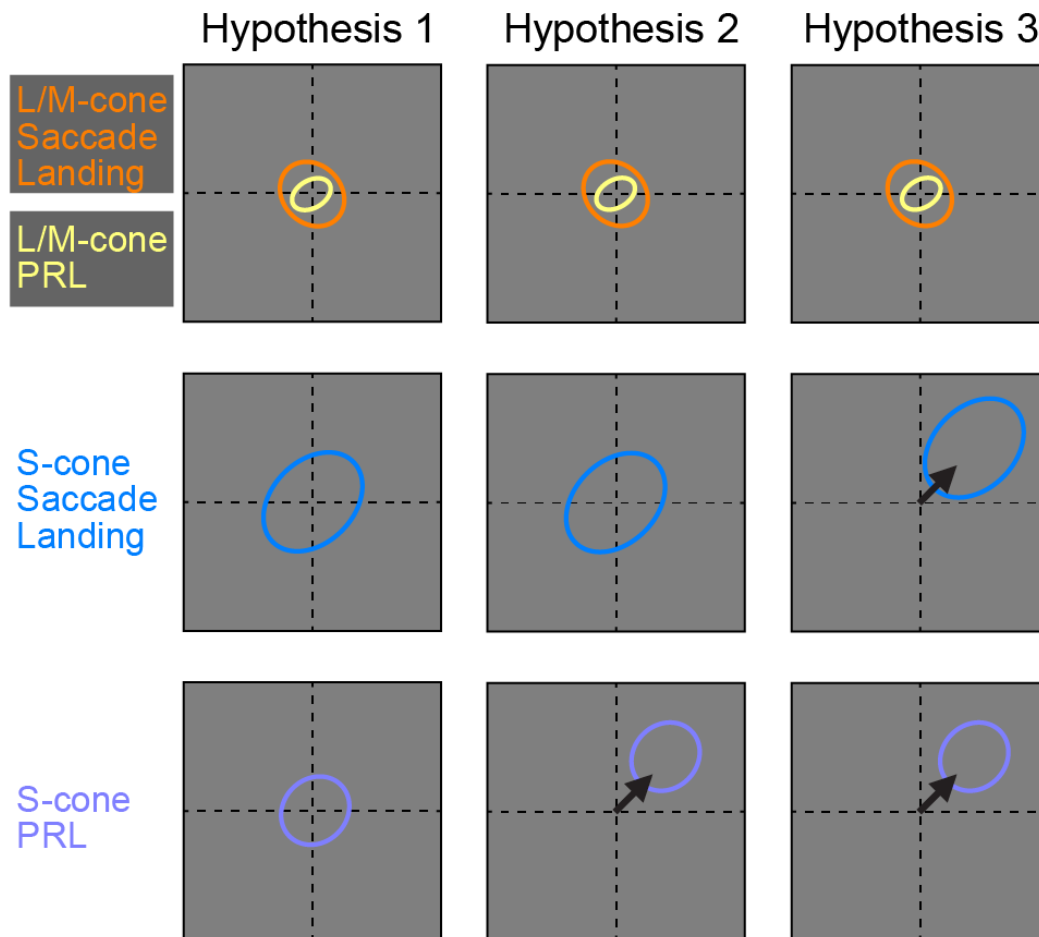 Hypothesis 1 Hypothesis 2 Hypothesis 3
L/M-cone
Saccade
Landing
L/M-cone
PRL
S-cone
Saccade
Landing
S-cone
PRL